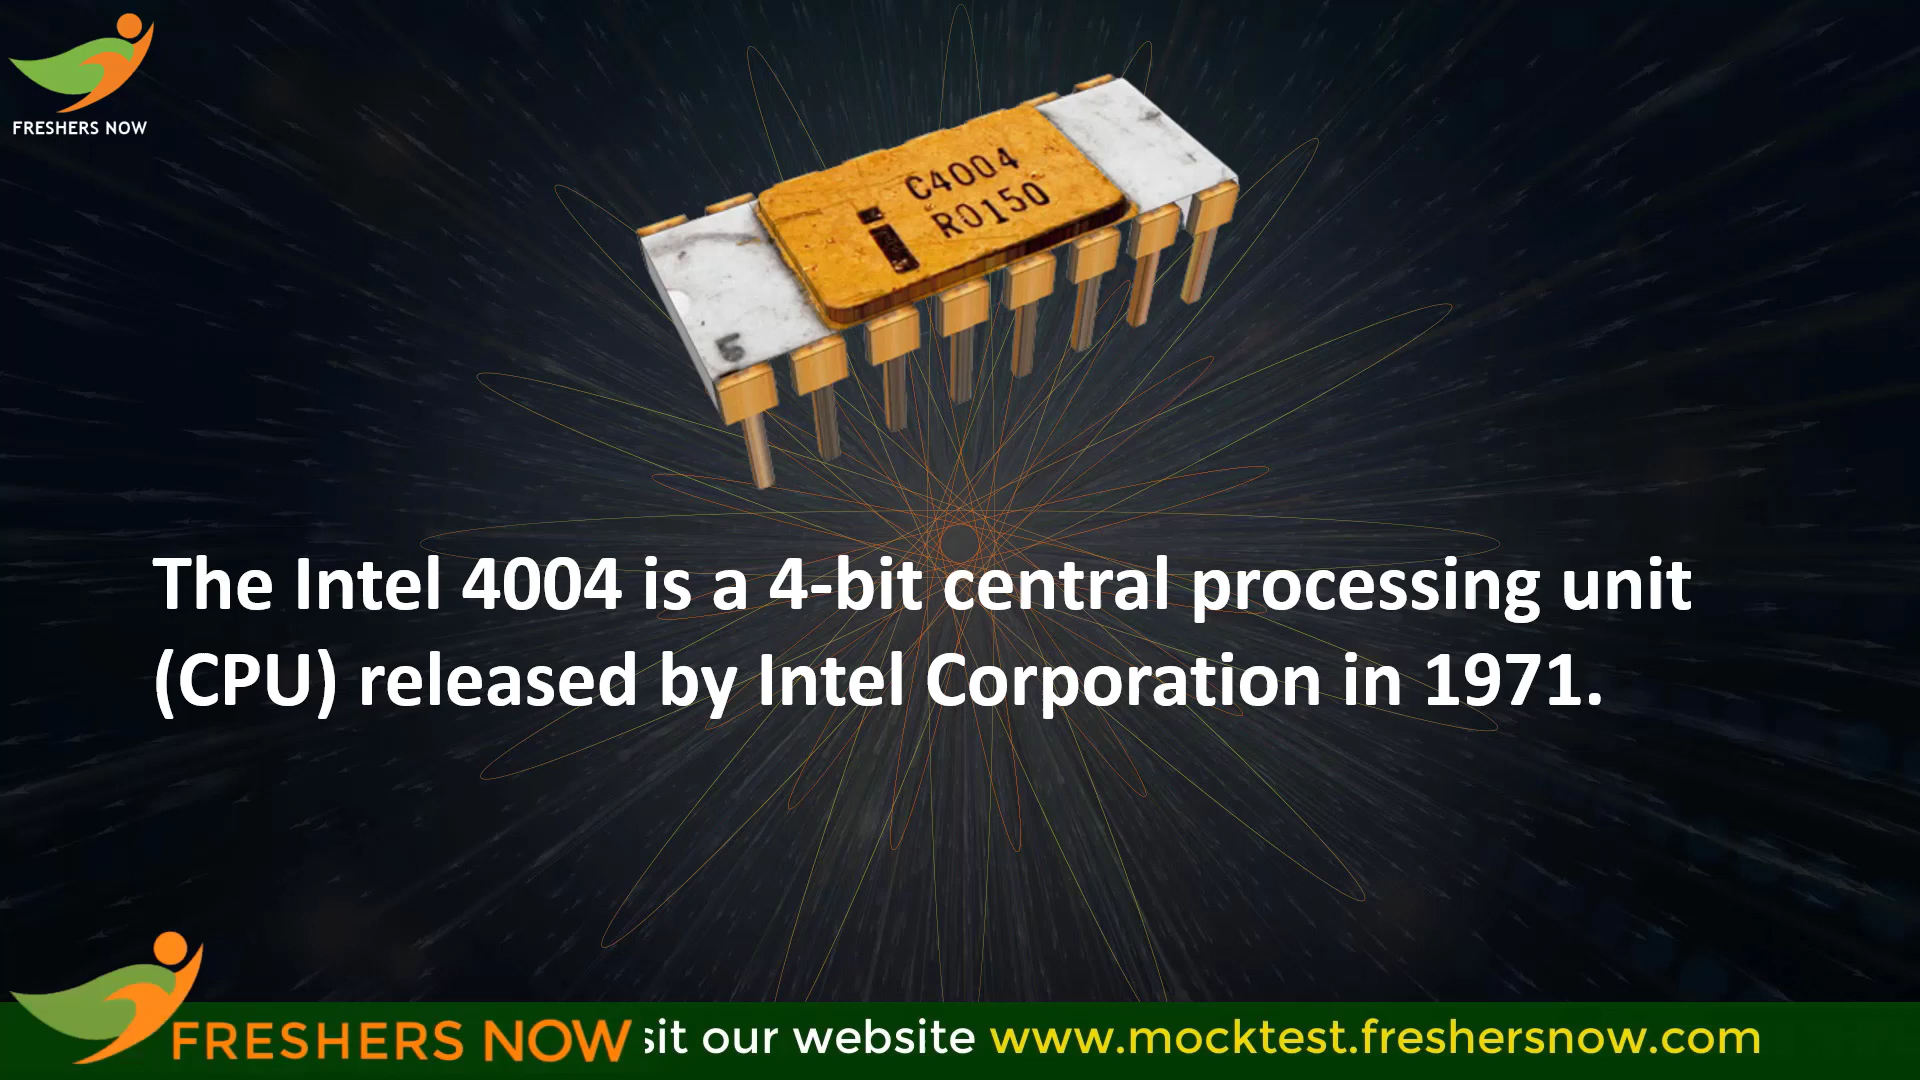 FRESHERS NOW
C4004
R0150
5
The Intel 4004 is a 4-bit central processing unit
(CPU) released by Intel Corporation in 1971.
FRESHERS NOW sit our website www.mocktest.freshersnow.com